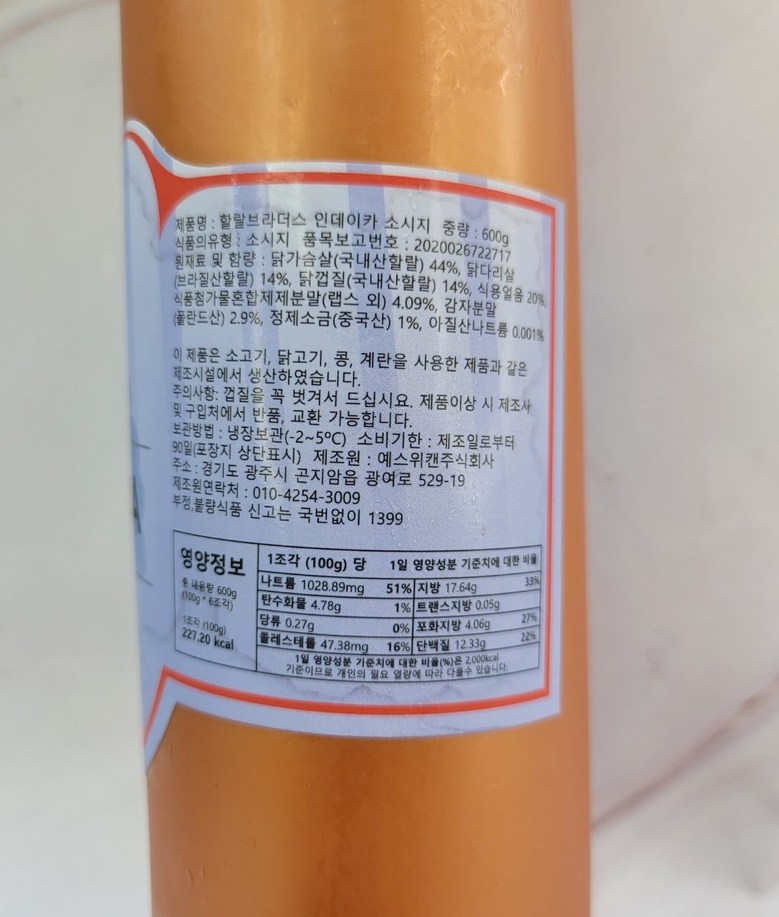 제품명 : 할랄브라더스 인데이카 소시지 중량 : 600g
식품의유형 : 소시지 품목보고번호 : 2020026722717
원재료 및 함량 : 닭가슴살(국내산할랄) 44%, 닭다리살
(브라질산할랄) 14%, 닭껍질(국내산할랄) 14%, 식용얼음 20%,
식품첨가물혼합제제분말(랩스 외) 4.09%, 감자분말
(폴란드산) 2.9%, 정제소금(중국산) 1%, 아질산나트륨 0.001%
이 제품은 소고기, 닭고기, 콩, 계란을 사용한 제품과 같은
제조시설에서 생산하였습니다.
주의사항: 껍질을 꼭 벗겨서 드십시요. 제품이상 시 제조사
및 구입처에서 반품, 교환 가능합니다.
보관방법 : 냉장보관(-2~5ºC) 소비기한 : 제조일로부터
90일(포장지 상단표시) 제조원 : 예스위캔주식회사
주소 : 경기도 광주시 곤지암읍 광여로 529-19
제조원연락처 : 010-4254-3009
부정,불량식품 신고는 국번없이 1399
영양정보
총 내용량 600g
(100g * 6조각)
1조각 (100g)
227.20 kcal
1조각 (100g) 당 1일 영양성분 기준치에 대한 비율
나트륨 1028.89mg 51% 지방 17.64g 33%
탄수화물 4.78g 1% 트랜스지방 0.05g
당류 0.27g 0% 포화지방 4.06g 27%
콜레스테롤 47.38mg 16% 단백질 12.33g 22%
1일 영양성분 기준치에 대한 비율(%)은 2,000kcal
기준이므로 개인의 필요 열량에 따라 다를수 있습니다.